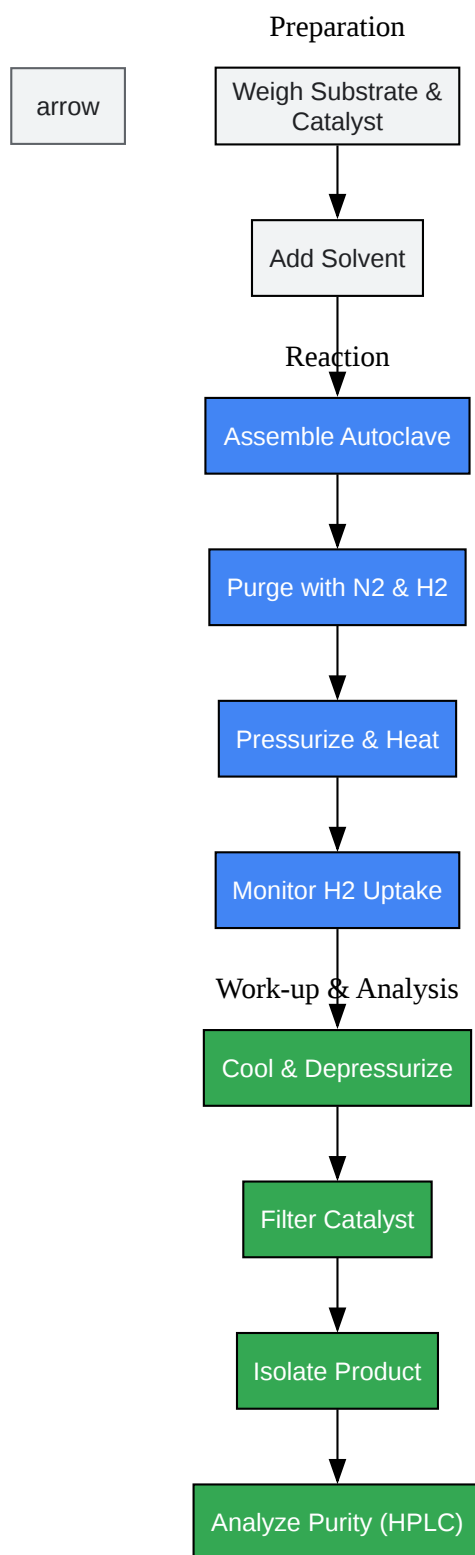 Preparation
arrow
Weigh Substrate &
Catalyst
Add Solvent
Reaction
Assemble Autoclave
Purge with N2 & H2
Pressurize & Heat
Monitor H2 Uptake
Work-up & Analysis
Cool & Depressurize
Filter Catalyst
Isolate Product
Analyze Purity (HPLC)